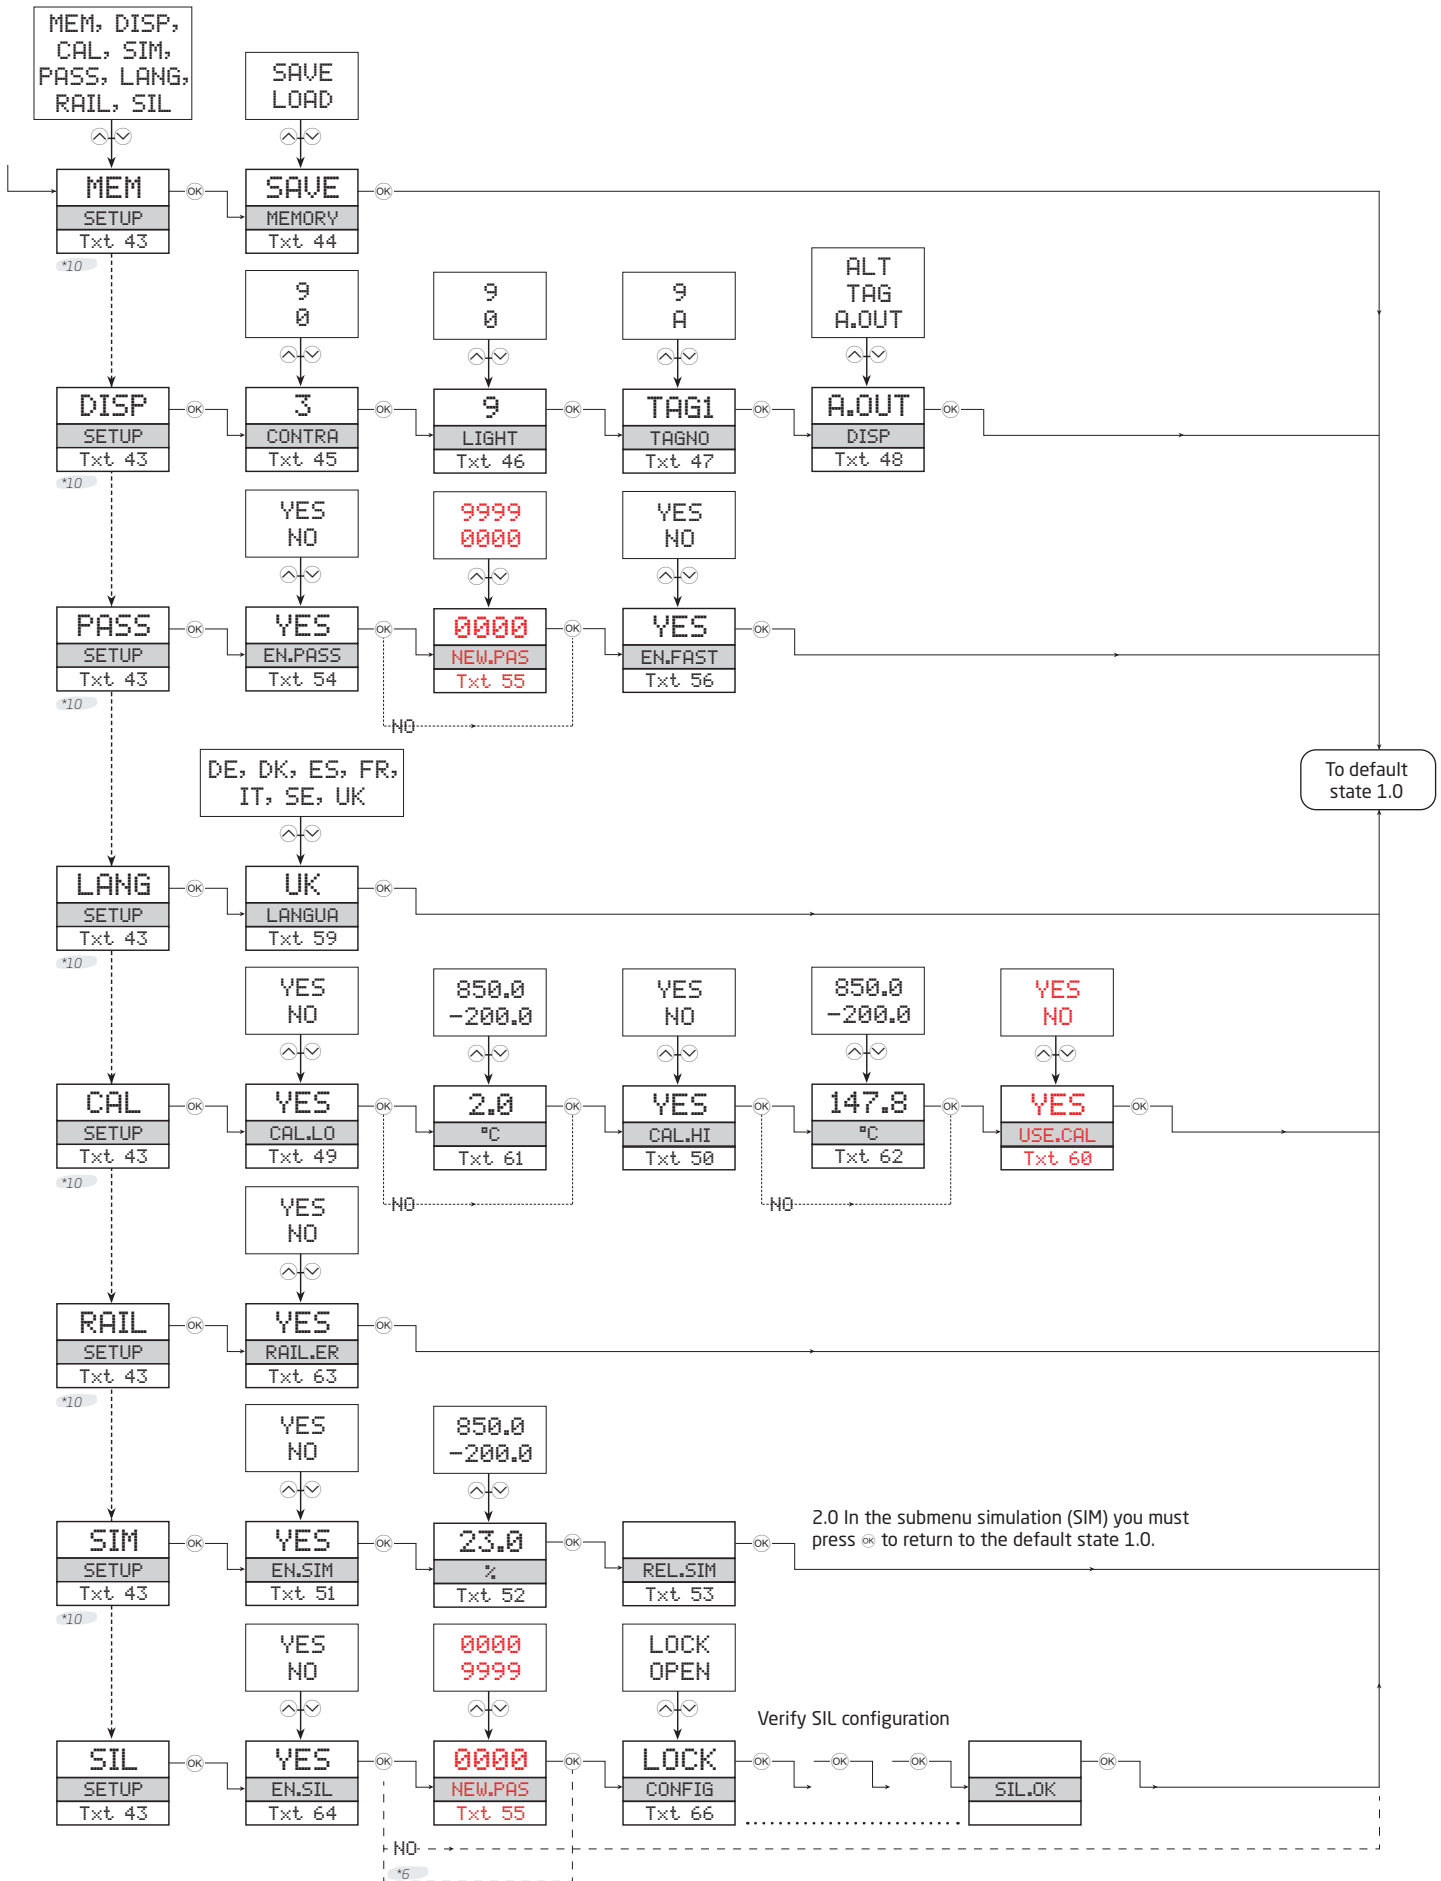 MEM, DISP,
CAL, SIM,
PASS, LANG,
RAIL, SIL
SAVE
LOAD
MEM
OK
SAVE
OK
SETUP
MEMORY
Txt 43
Txt 44
*10
9
0
9
0
9
A
ALT
TAG
A.OUT
DISP
OK
3
OK
9
OK
TAG1
OK
A.OUT
OK
SETUP
CONTRA
LIGHT
TAGNO
DISP
Txt 43
Txt 45
Txt 46
Txt 47
Txt 48
*10
YES
NO
9999
0000
YES
NO
PASS
OK
YES
OK
0000
OK
YES
OK
SETUP
EN.PASS
NEW.PAS
EN.FAST
Txt 43
Txt 54
Txt 55
Txt 56
*10
NO
DE, DK, ES, FR,
IT, SE, UK
To default
state 1.0
LANG
OK
UK
OK
SETUP
LANGUA
Txt 43
Txt 59
*10
YES
NO
850.0
-200.0
YES
NO
850.0
-200.0
YES
NO
CAL
OK
YES
OK
2.0
OK
YES
OK
147.8
OK
YES
OK
SETUP
CAL.LO
°C
CAL.HI
°C
USE.CAL
Txt 43
Txt 49
Txt 61
Txt 50
Txt 62
Txt 60
*10
NO
NO
YES
NO
RAIL
OK
YES
OK
SETUP
RAIL.ER
Txt 43
Txt 63
*10
YES
NO
850.0
-200.0
2.0 In the submenu simulation (SIM) you must
press OK to return to the default state 1.0.
SIM
OK
YES
OK
23.0
OK
OK
SETUP
EN.SIM
%
REL.SIM
Txt 43
Txt 51
Txt 52
Txt 53
*10
YES
NO
0000
9999
LOCK
OPEN
Verify SIL configuration
SIL
OK
YES
OK
0000
OK
LOCK
OK
OK
OK
OK
SETUP
EN.SIL
NEW.PAS
CONFIG
SIL.OK
Txt 43
Txt 64
Txt 55
Txt 66
NO
*6